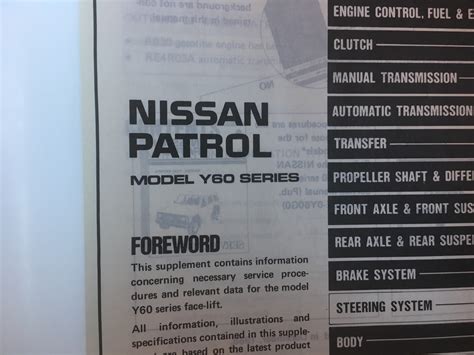 NISSAN
PATROL
MODEL Y60 SERIES
FOREWORD
This supplement contains information
concerning necessary service proce-
dures and relevant data for the model
Y60 series face-lift.
All information, illustrations and
specifications contained in this supple-
are based on the latest product
ENGINE CONTROL, FUEL & E
CLUTCH
MANUAL TRANSMISSION
AUTOMATIC TRANSMISSION
TRANSFER
PROPELLER SHAFT & DIFFE
FRONT AXLE & FRONT SUS
REAR AXLE & REAR SUSPE
BRAKE SYSTEM
STEERING SYSTEM
BODY